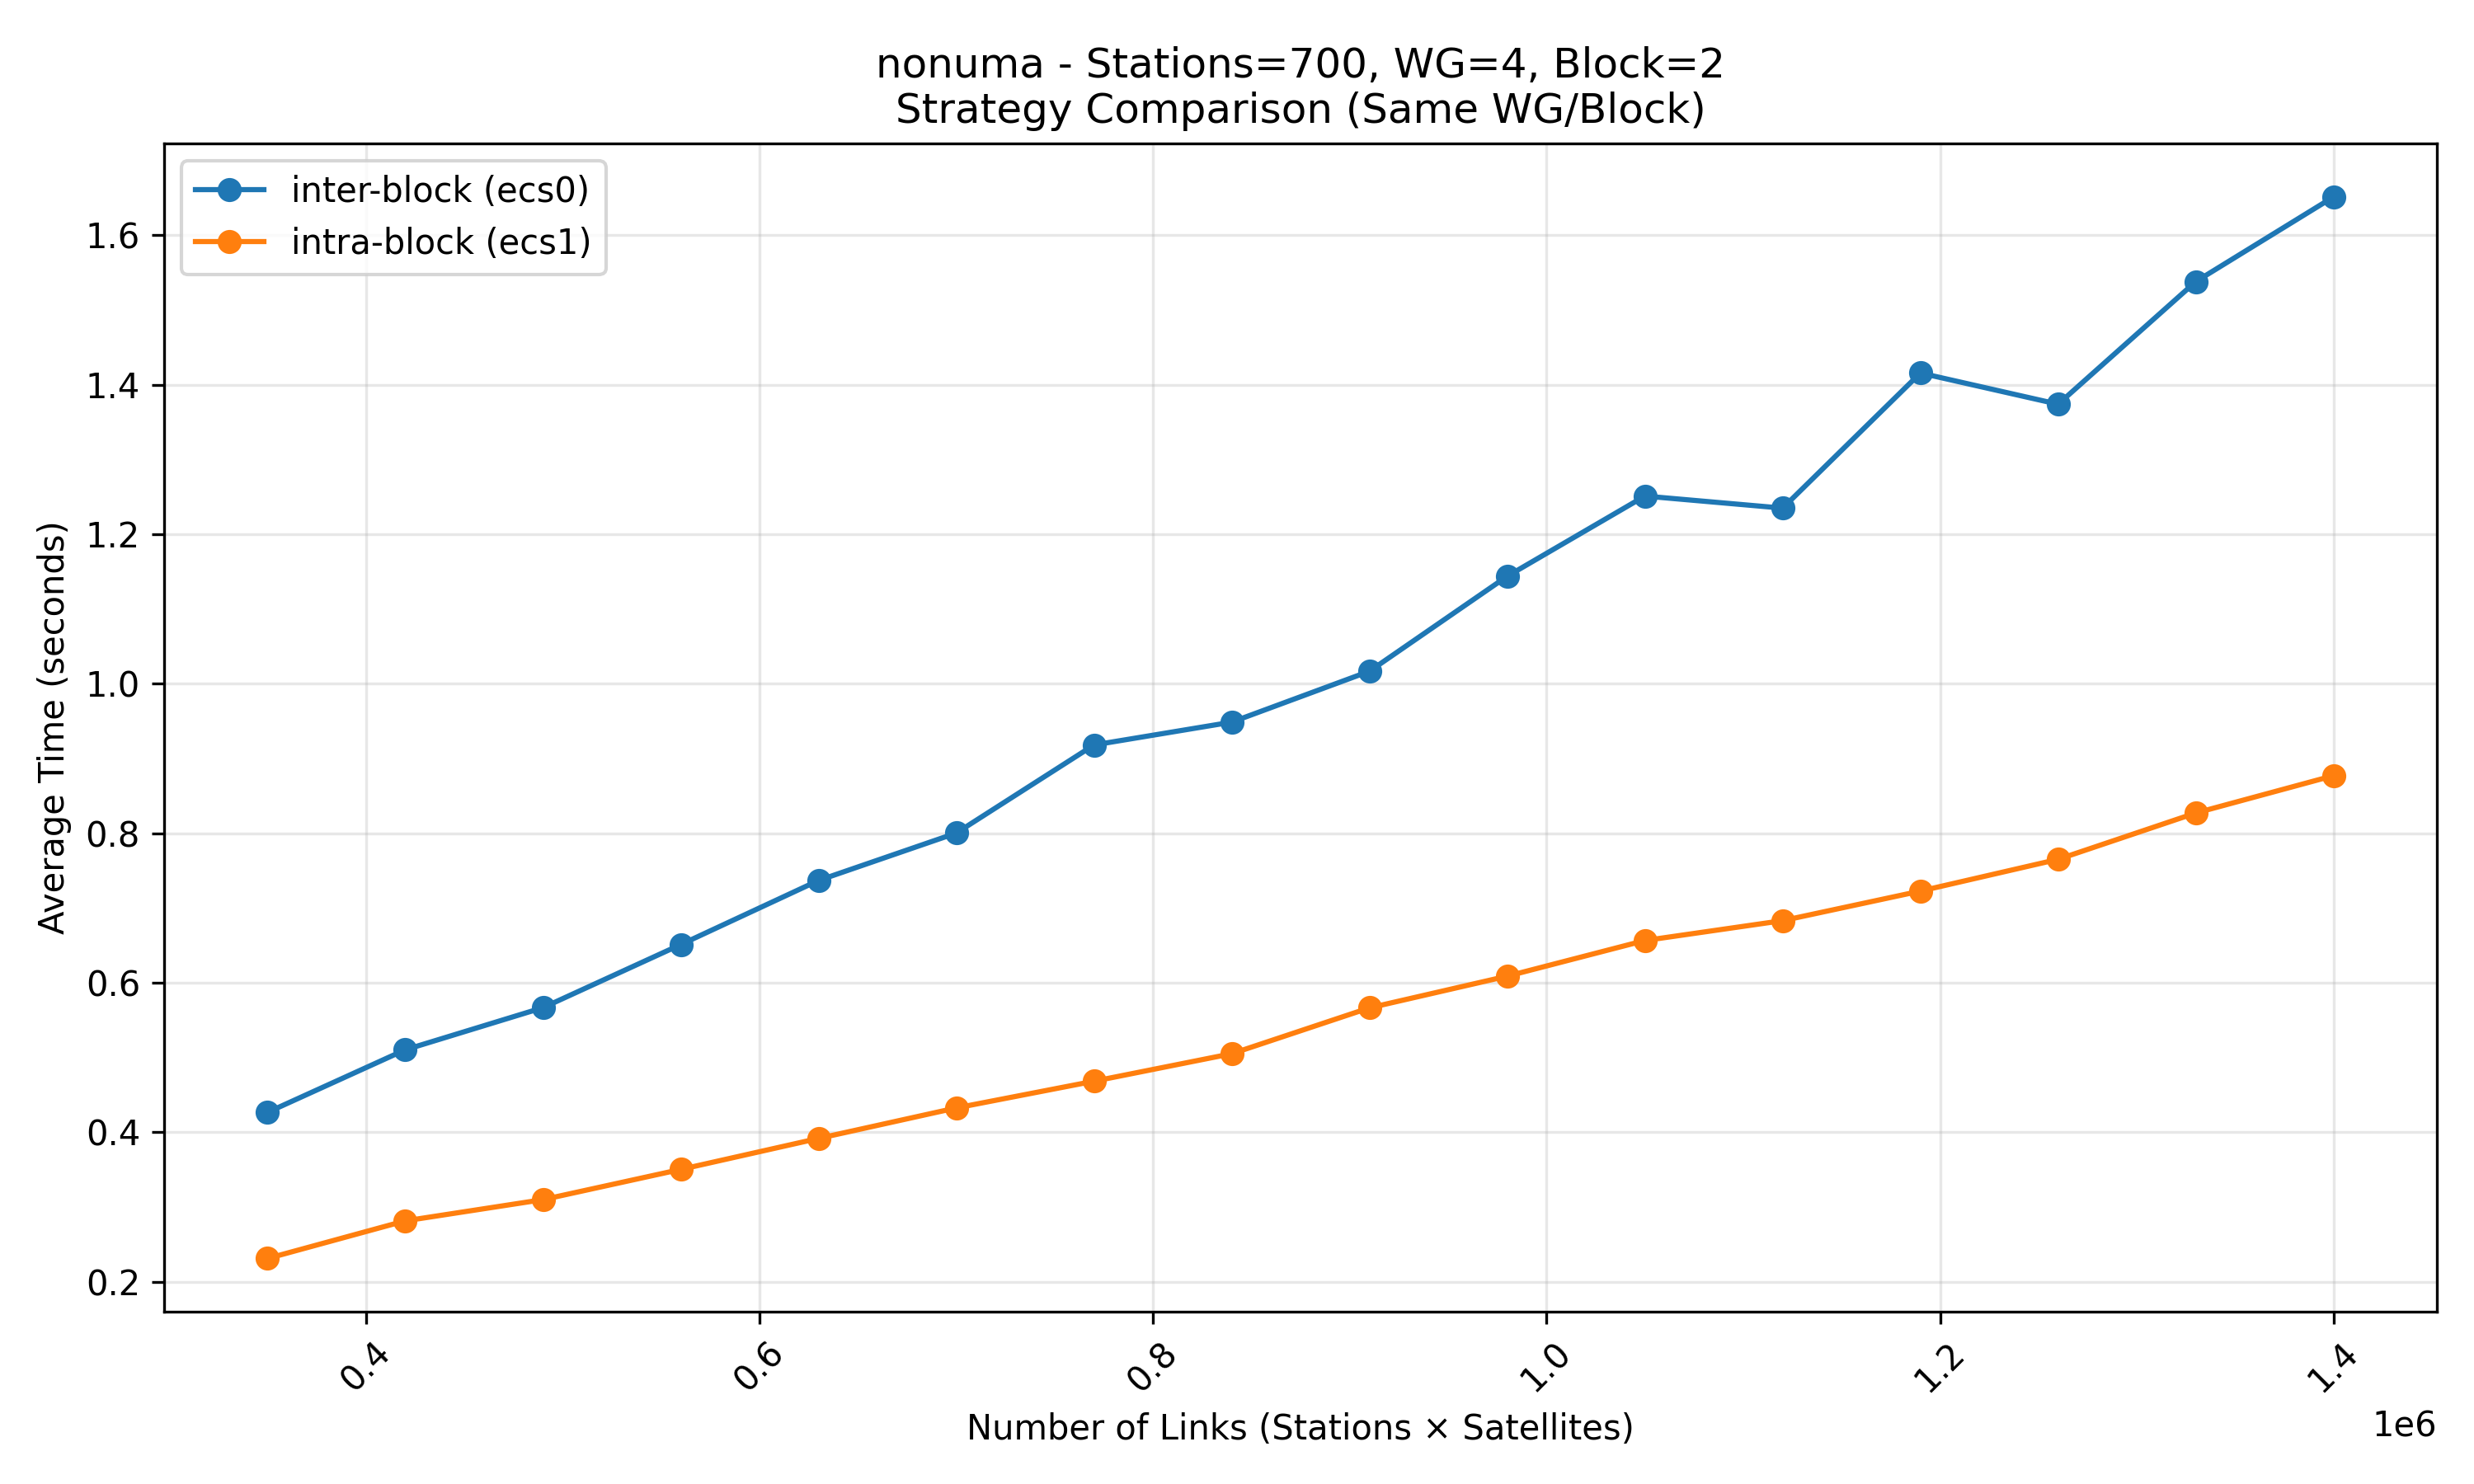 nonuma - Stations=700, WG=4, Block=2
Strategy Comparison (Same WG/Block)
inter-block (ecs0)
intra-block (ecs1)
Average Time (seconds)
1.6
1.4
1.2
1.0
0.8
0.6
0.4
0.2
0.4
0.6
0.8
1.0
1.2
1.4
1e6
Number of Links (Stations × Satellites)